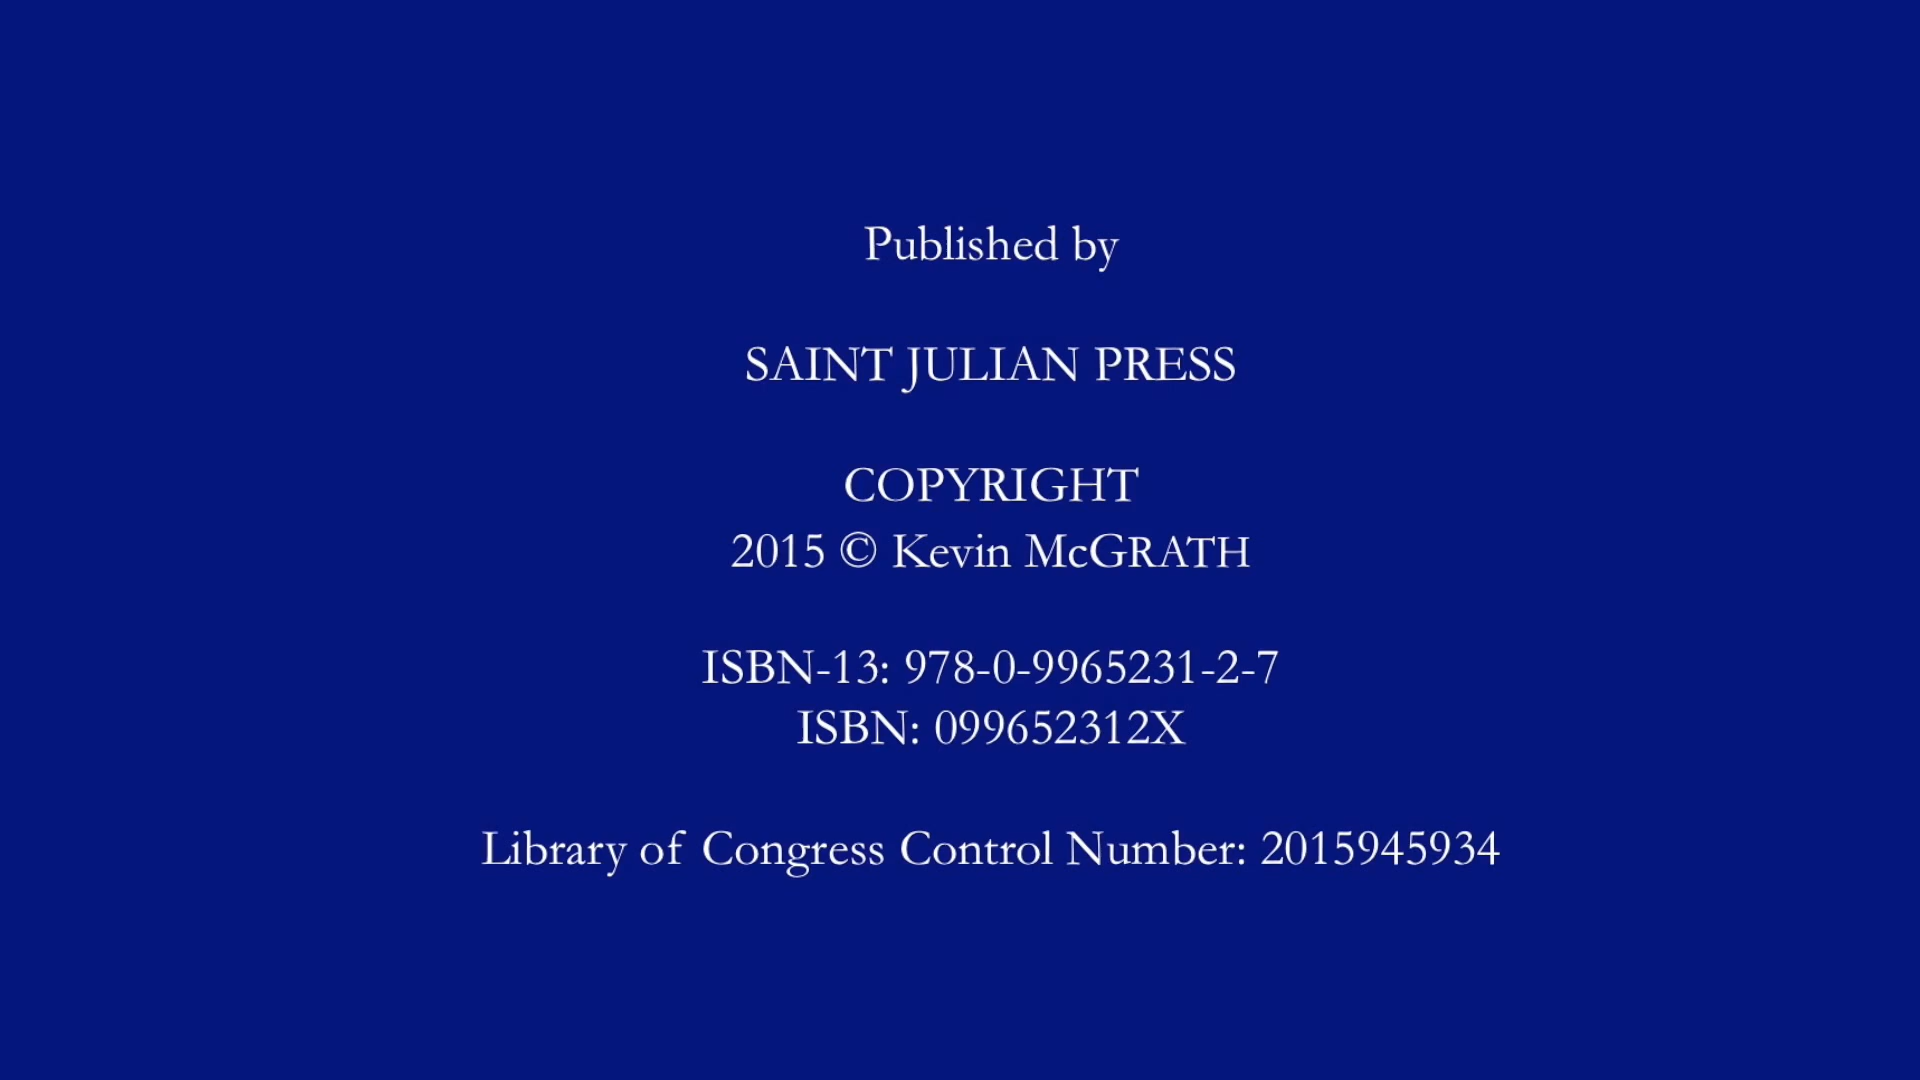 Published by
SAINT JULIAN PRESS
COPYRIGHT
2015 © Kevin McGRATH
ISBN-13: 978-0-9965231-2-7
ISBN: 099652312X
Library of Congress Control Number: 2015945934